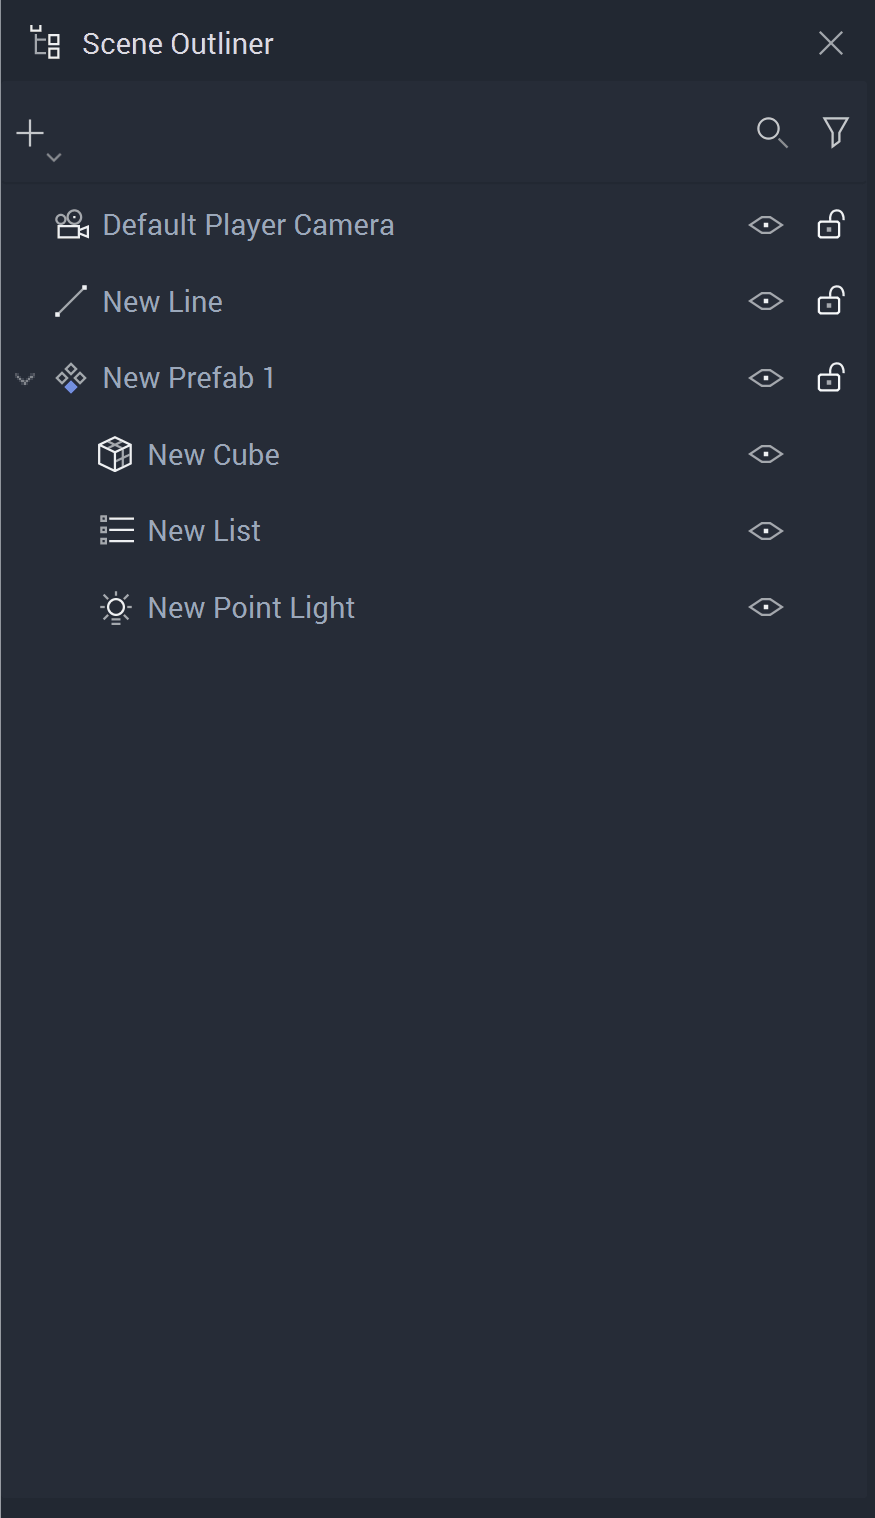 Scene Outliner
Default Player Camera
New Line
New Prefab 1
New Cube
New List
New Point Light